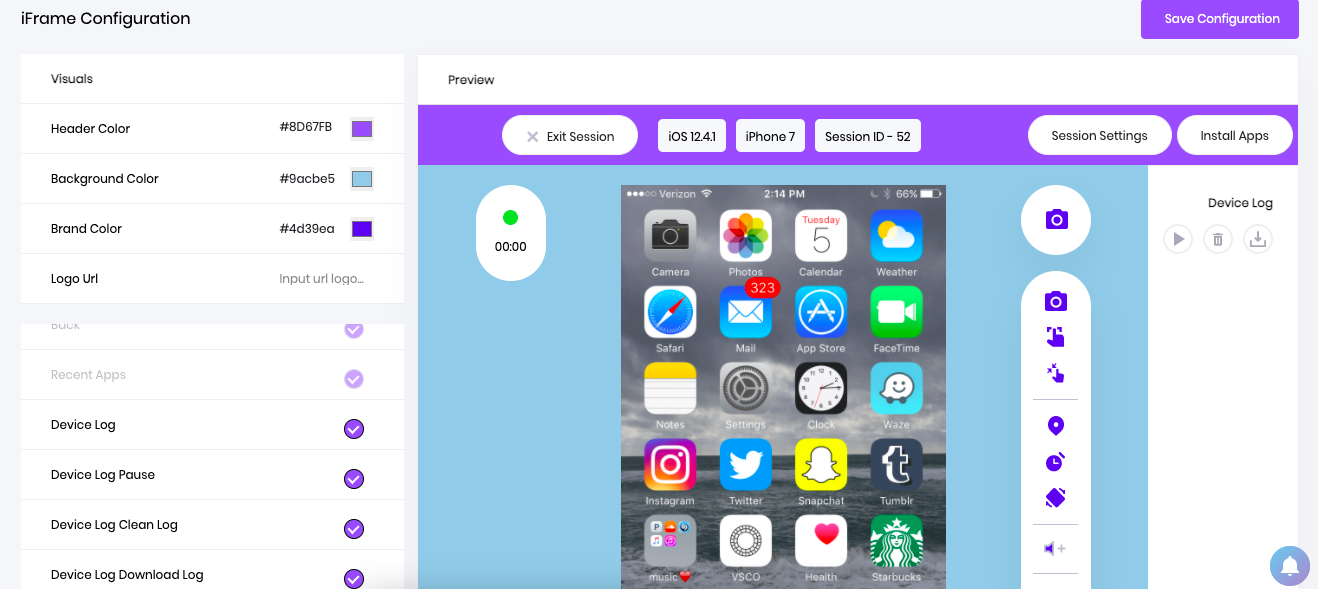 iFrame Configuration
Save Configuration
Visuals
Header Color #8D67FB
Background Color #9acbe5
Brand Color #4d39ea
Logo Url Input url logo...
Back
Recent Apps
Device Log
Device Log Pause
Device Log Clean Log
Device Log Download Log
Preview
Exit Session iOS 12.4.1 iPhone 7 Session ID - 52 Session Settings Install Apps
00:00
Verizon 2:14 PM 66%
Tuesday
5
Camera Photos Calendar Weather
323
Safari Mail App Store FaceTime
Notes Settings Clock Waze
Instagram Twitter Snapchat Tumblr
music VSCO Health Starbucks
Device Log